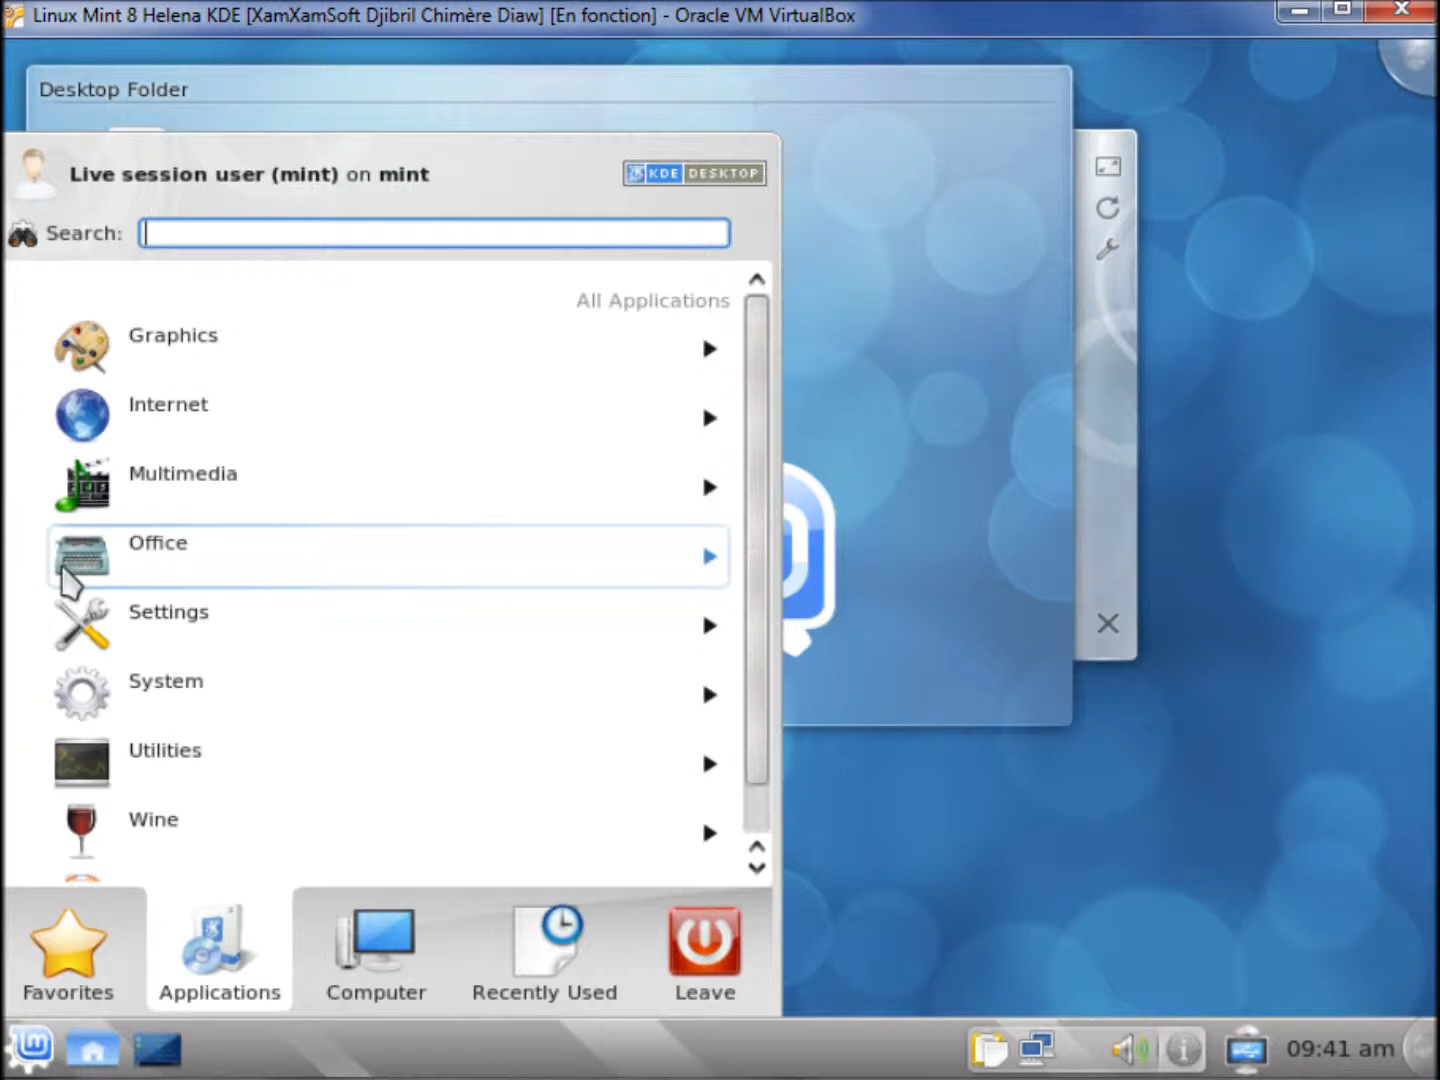 Linux Mint 8 Helena KDE [XamXamSoft Djibril Chimère Diaw] [En fonction] - Oracle VM VirtualBox
Desktop Folder
Live session user (mint) on mint
KDE DESKTOP
Search:
All Applications
Graphics
Internet
Multimedia
Office
Settings
System
Utilities
Wine
Favorites
Applications
Computer
Recently Used
Leave
09:41 am